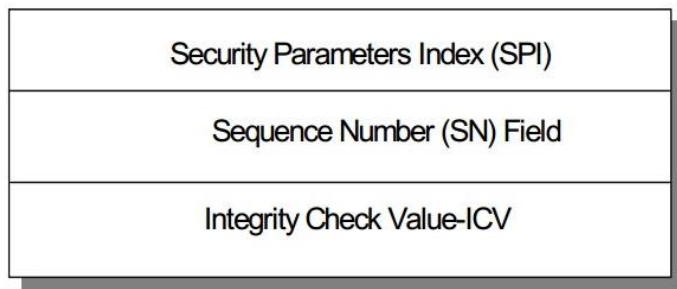 Security Parameters Index (SPI)
Sequence Number (SN) Field
Integrity Check Value-ICV